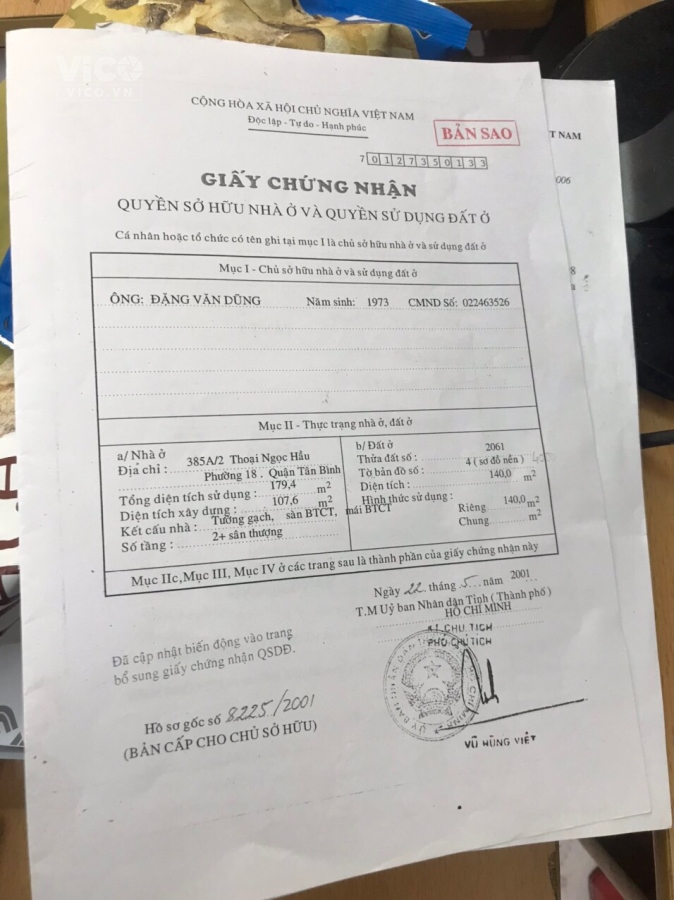 ViCO
VICO.VN
CỘNG HÒA XÃ HỘI CHỦ NGHĨA VIỆT NAM
Độc lập - Tự do - Hạnh phúc
BẢN SAO
7 0 1 2 7 3 5 0 1 3 3
GIẤY CHỨNG NHẬN
QUYỀN SỞ HỮU NHÀ Ở VÀ QUYỀN SỬ DỤNG ĐẤT Ở
Cá nhân hoặc tổ chức có tên ghi tại mục I là chủ sở hữu nhà ở và sử dụng đất ở
Mục I - Chủ sở hữu nhà ở và sử dụng đất ở
ÔNG: ĐẶNG VĂN DŨNG Năm sinh: 1973 CMND Số: 022463526
Mục II - Thực trạng nhà ở, đất ở
a/ Nhà ở
Địa chỉ : 385A/2 Thoại Ngọc Hầu
Phường 18 . Quận Tân Bình
Tổng diện tích sử dụng : 179,4 m2
Diện tích xây dựng : 107,6 m2
Kết cấu nhà : Tường gạch, sàn BTCT, mái BTCT
Số tầng : 2+ sân thượng
b/ Đất ở
Thửa đất số : 2061
Tờ bản đồ số : 4 ( sơ đồ nền )
Diện tích : 140,0 m2
Hình thức sử dụng :
Riêng 140,0 m2
Chung m2
Mục IIc, Mục III, Mục IV ở các trang sau là thành phần của giấy chứng nhận này
Ngày 22 tháng 5 năm 2001
T.M Uỷ ban Nhân dân Tỉnh ( Thành phố )
HỒ CHÍ MINH
CHỦ TỊCH
PHÓ CHỦ TỊCH
Đã cập nhật biến động vào trang
bổ sung giấy chứng nhận QSDĐ.
Hồ sơ gốc số 8225/2001
(BẢN CẤP CHO CHỦ SỞ HỮU)
VŨ HÙNG VIỆT
T NAM
006
8